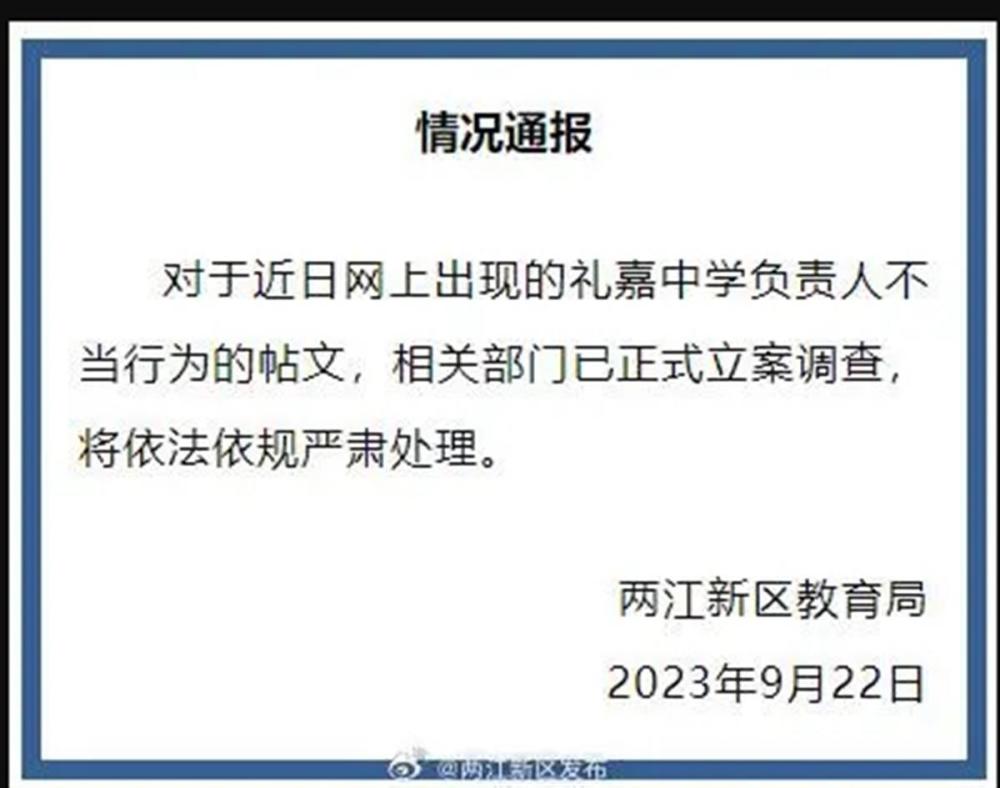 情况通报
对于近日网上出现的礼嘉中学负责人不
当行为的帖文，相关部门已正式立案调查，
将依法依规严肃处理。
两江新区教育局
2023年9月22日
@两江新区发布